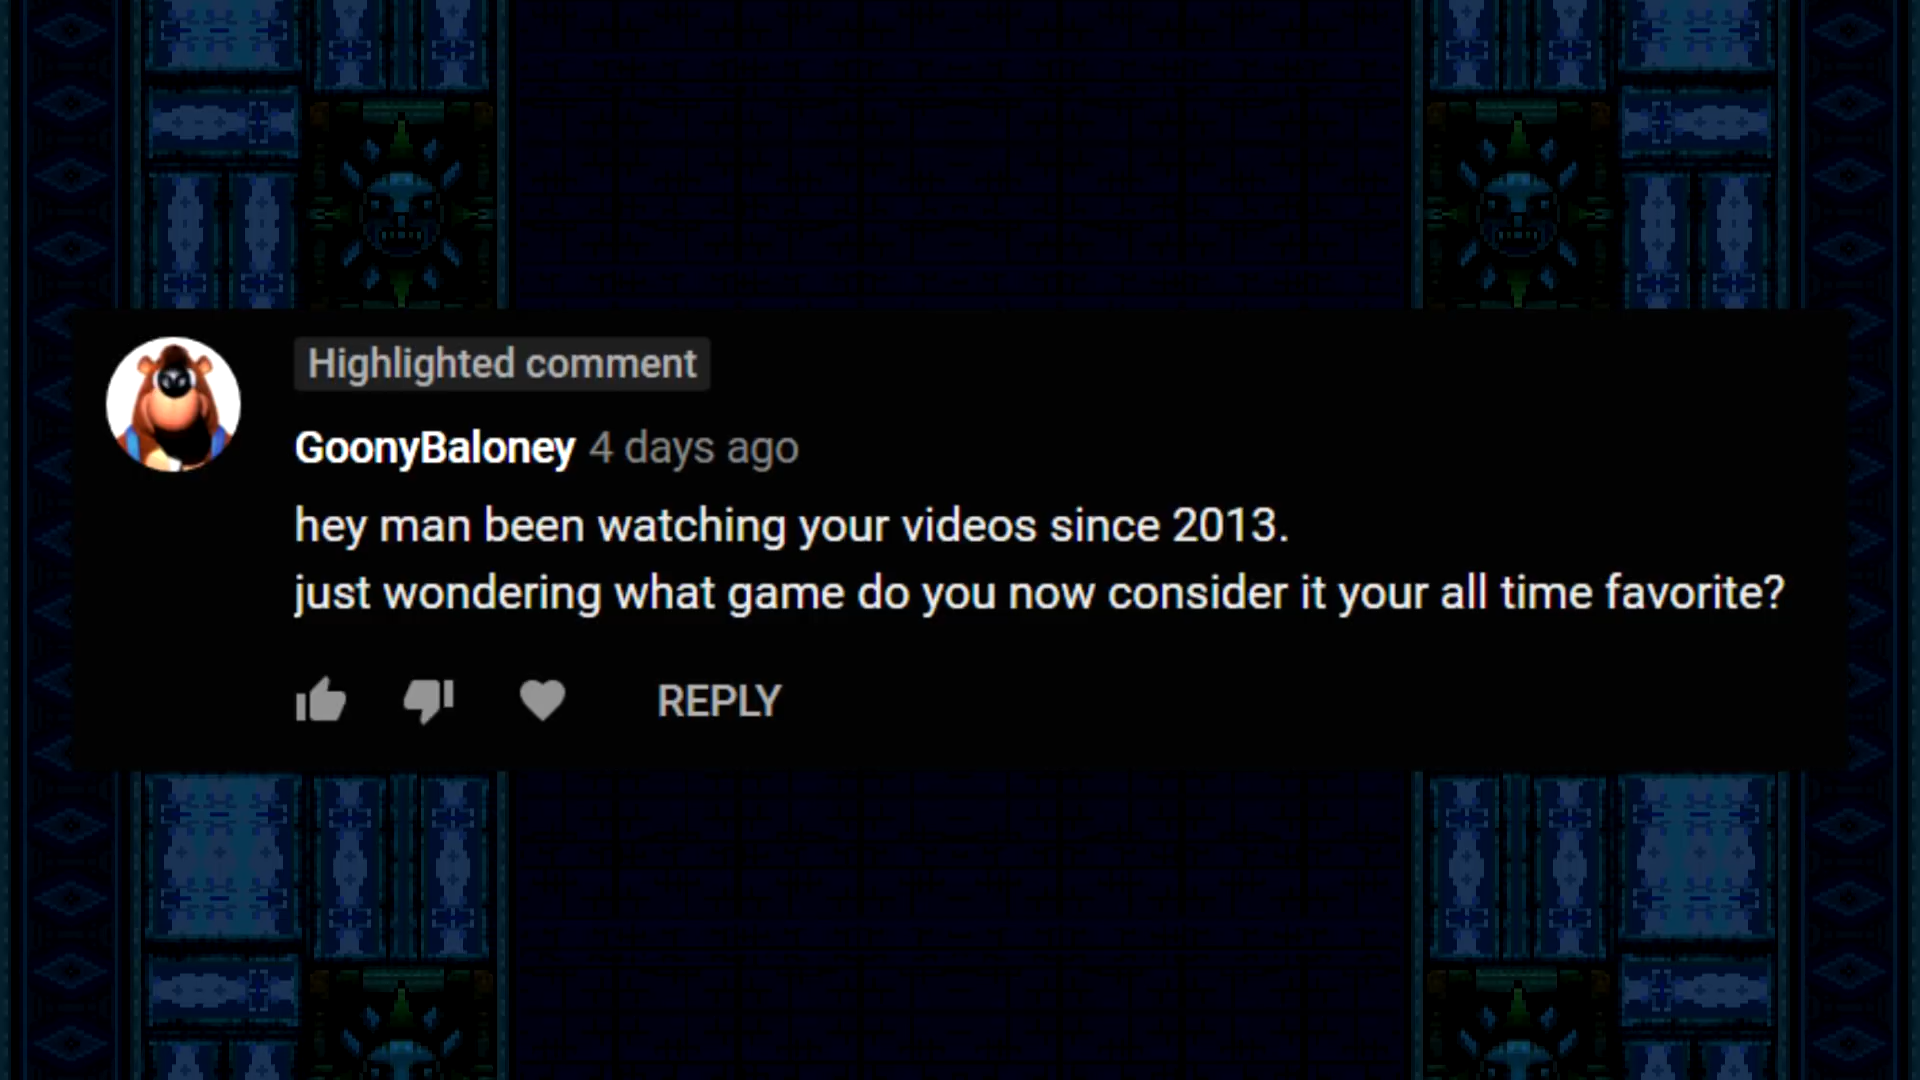 Highlighted comment
GoonyBaloney 4 days ago
hey man been watching your videos since 2013.
just wondering what game do you now consider it your all time favorite?
REPLY